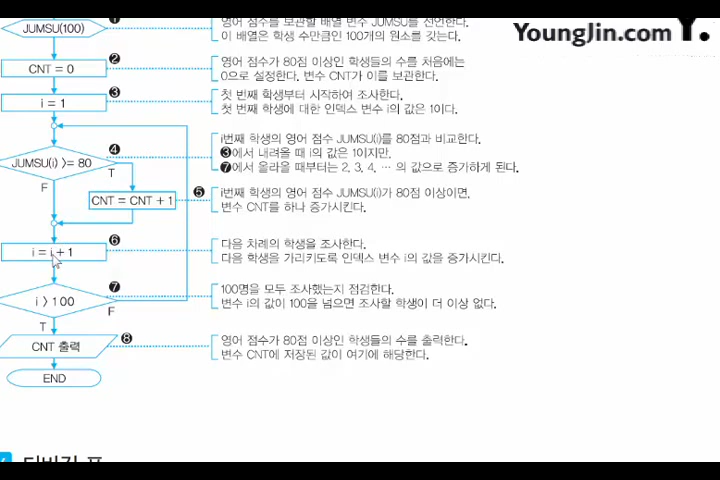 ❶
영어 점수를 보관할 배열 변수 JUMSU를 선언한다.
이 배열은 학생 수만큼인 100개의 원소를 갖는다.
JUMSU(100)
YoungJin.com Y.
❷
CNT = 0
영어 점수가 80점 이상인 학생들의 수를 처음에는
0으로 설정한다. 변수 CNT가 이를 보관한다.
❸
i = 1
첫 번째 학생부터 시작하여 조사한다.
첫 번째 학생에 대한 인덱스 변수 i의 값은 1이다.
❹
JUMSU(i) >= 80
T
F
i번째 학생의 영어 점수 JUMSU(i)를 80점과 비교한다.
❸에서 내려올 때 i의 값은 1이지만,
❼에서 올라올 때부터는 2, 3, 4, … 의 값으로 증가하게 된다.
❺
CNT = CNT + 1
i번째 학생의 영어 점수 JUMSU(i)가 80점 이상이면,
변수 CNT를 하나 증가시킨다.
❻
i = i + 1
다음 차례의 학생을 조사한다.
다음 학생을 가리키도록 인덱스 변수 i의 값을 증가시킨다.
❼
i > 100
T
F
100명을 모두 조사했는지 점검한다.
변수 i의 값이 100을 넘으면 조사할 학생이 더 이상 없다.
❽
CNT 출력
영어 점수가 80점 이상인 학생들의 수를 출력한다.
변수 CNT에 저장된 값이 여기에 해당한다.
END